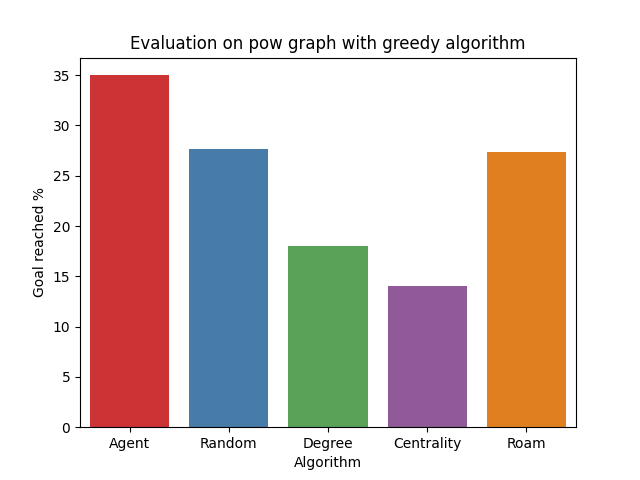 Evaluation on pow graph with greedy algorithm
Goal reached %
35
30
25
20
15
10
5
0
Agent Random Degree Centrality Roam
Algorithm